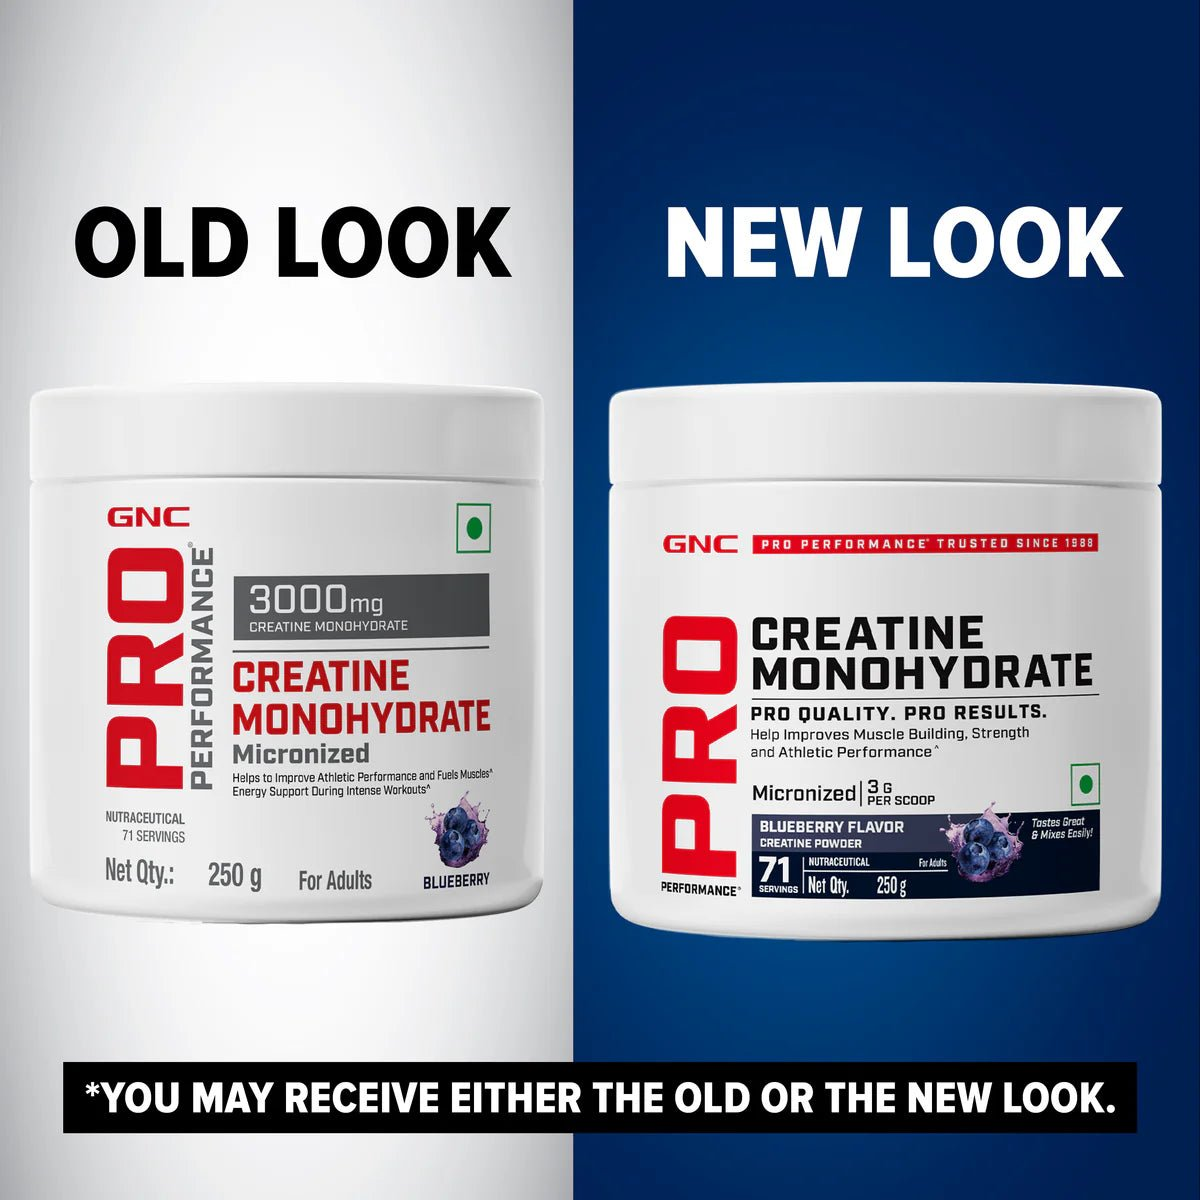 OLD LOOK
NEW LOOK
GNC
PRO
PERFORMANCE®
3000mg
CREATINE MONOHYDRATE
CREATINE
MONOHYDRATE
Micronized
Helps to Improve Athletic Performance and Fuels Muscles^
Energy Support During Intense Workouts^
NUTRACEUTICAL
71 SERVINGS
Net Qty.: 250 g For Adults
BLUEBERRY
GNC PRO PERFORMANCE® TRUSTED SINCE 1988
PRO
PERFORMANCE®
CREATINE
MONOHYDRATE
PRO QUALITY. PRO RESULTS.
Help Improves Muscle Building, Strength
and Athletic Performance^
Micronized 3 G
PER SCOOP
BLUEBERRY FLAVOR
CREATINE POWDER
Tastes Great
& Mixes Easily!
71
SERVINGS
NUTRACEUTICAL For Adults
Net Qty. 250 g
*YOU MAY RECEIVE EITHER THE OLD OR THE NEW LOOK.